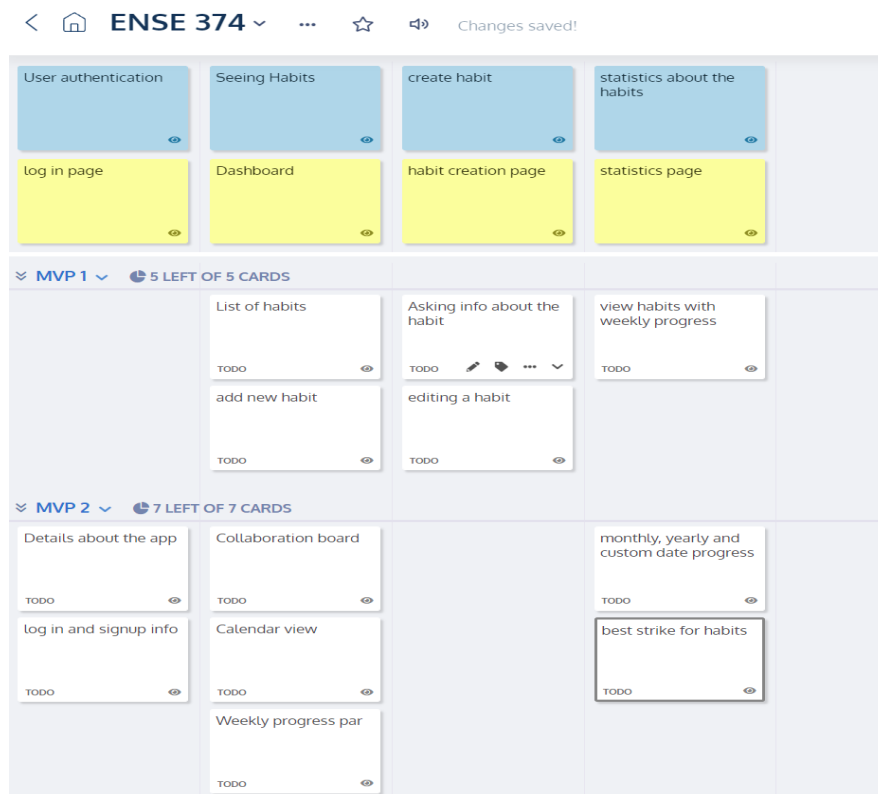 ENSE 374
Changes saved!
User authentication
Seeing Habits
create habit
statistics about the
habits
log in page
Dashboard
habit creation page
statistics page
MVP 1
5 LEFT OF 5 CARDS
List of habits
TODO
Asking info about the
habit
TODO
view habits with
weekly progress
TODO
add new habit
TODO
editing a habit
TODO
MVP 2
7 LEFT OF 7 CARDS
Details about the app
TODO
Collaboration board
TODO
monthly, yearly and
custom date progress
TODO
log in and signup info
TODO
Calendar view
TODO
best strike for habits
TODO
Weekly progress par
TODO